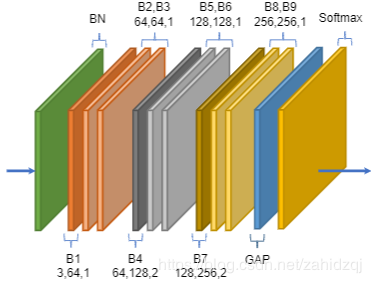 BN
B2,B3
64,64,1
B5,B6
128,128,1
B8,B9
256,256,1
Softmax
B1
3,64,1
B4
64,128,2
B7
128,256,2
GAP
https://blog.csdn.net/zahidzqj